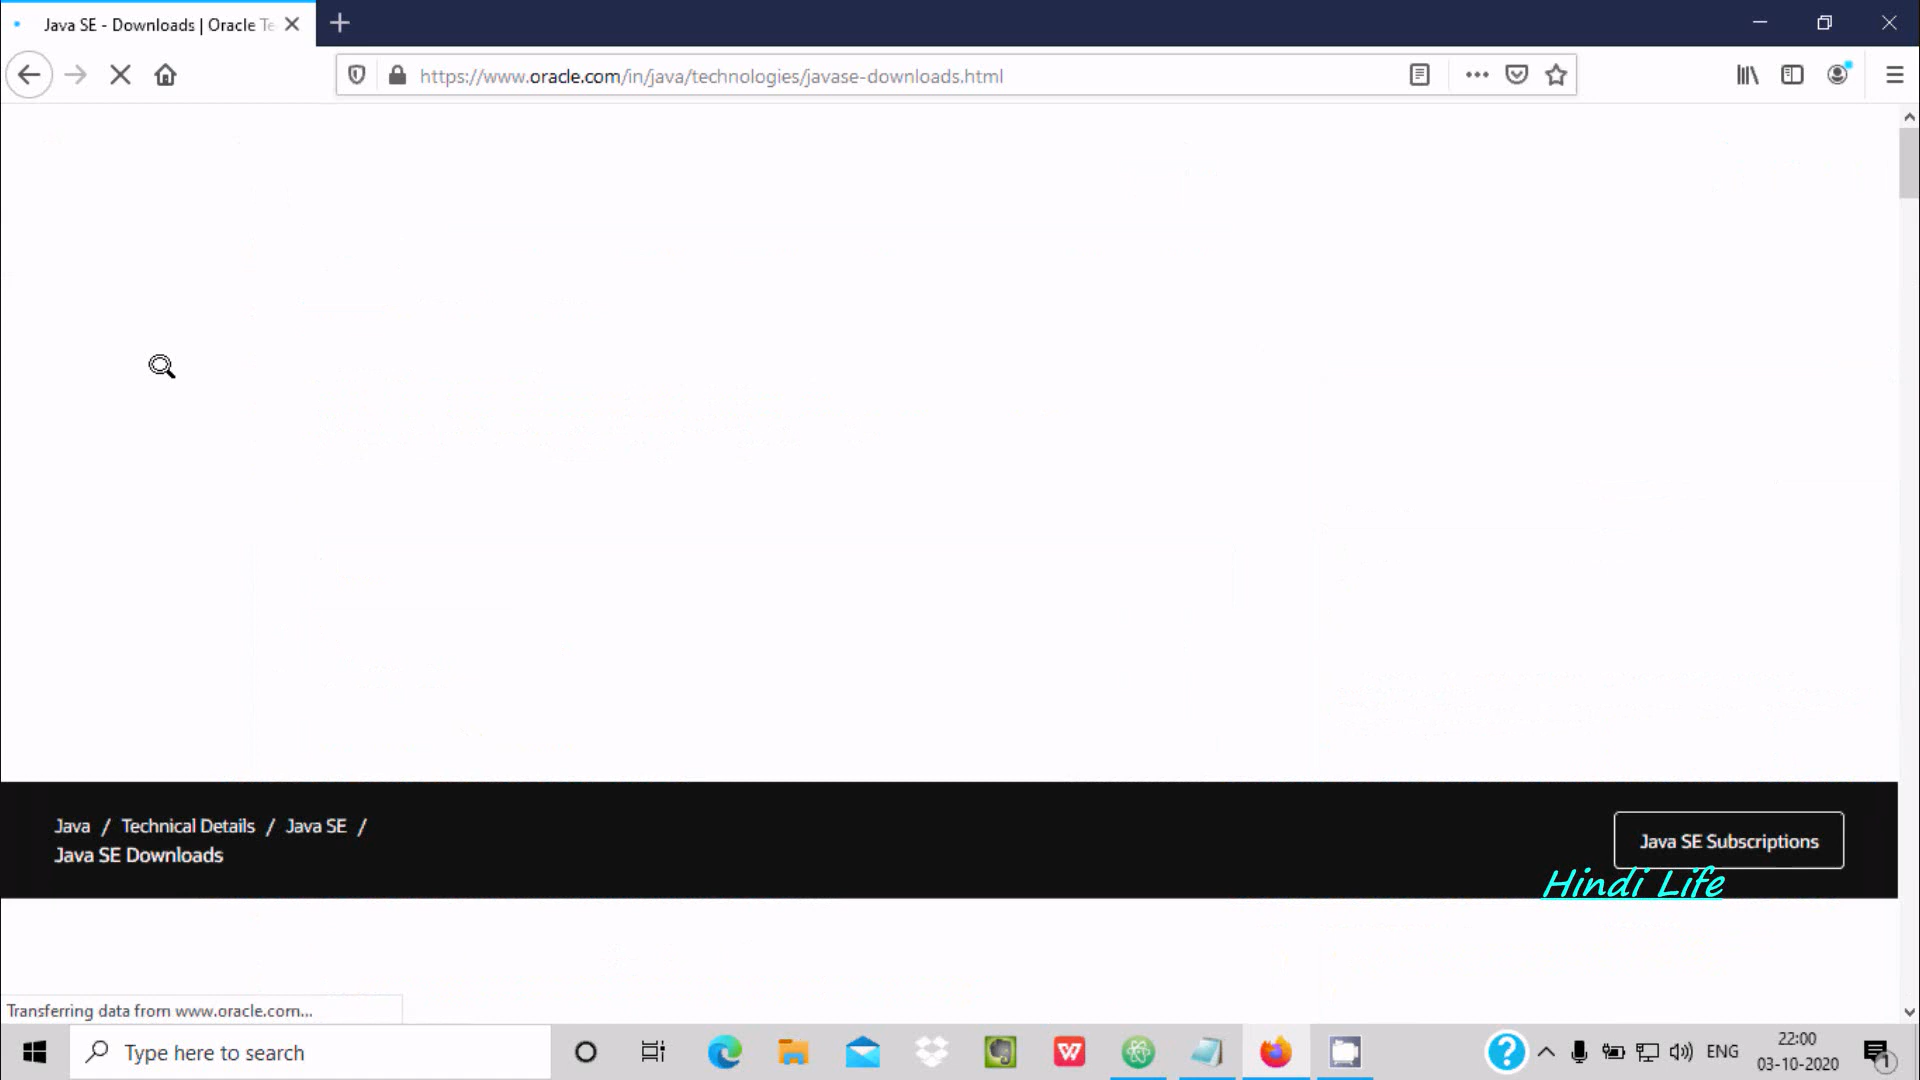 Java SE - Downloads | Oracle Te
https://www.oracle.com/in/java/technologies/javase-downloads.html
Java / Technical Details / Java SE /
Java SE Downloads
Java SE Subscriptions
Hindi Life
Transferring data from www.oracle.com...
Type here to search
ENG
22:00
03-10-2020
1